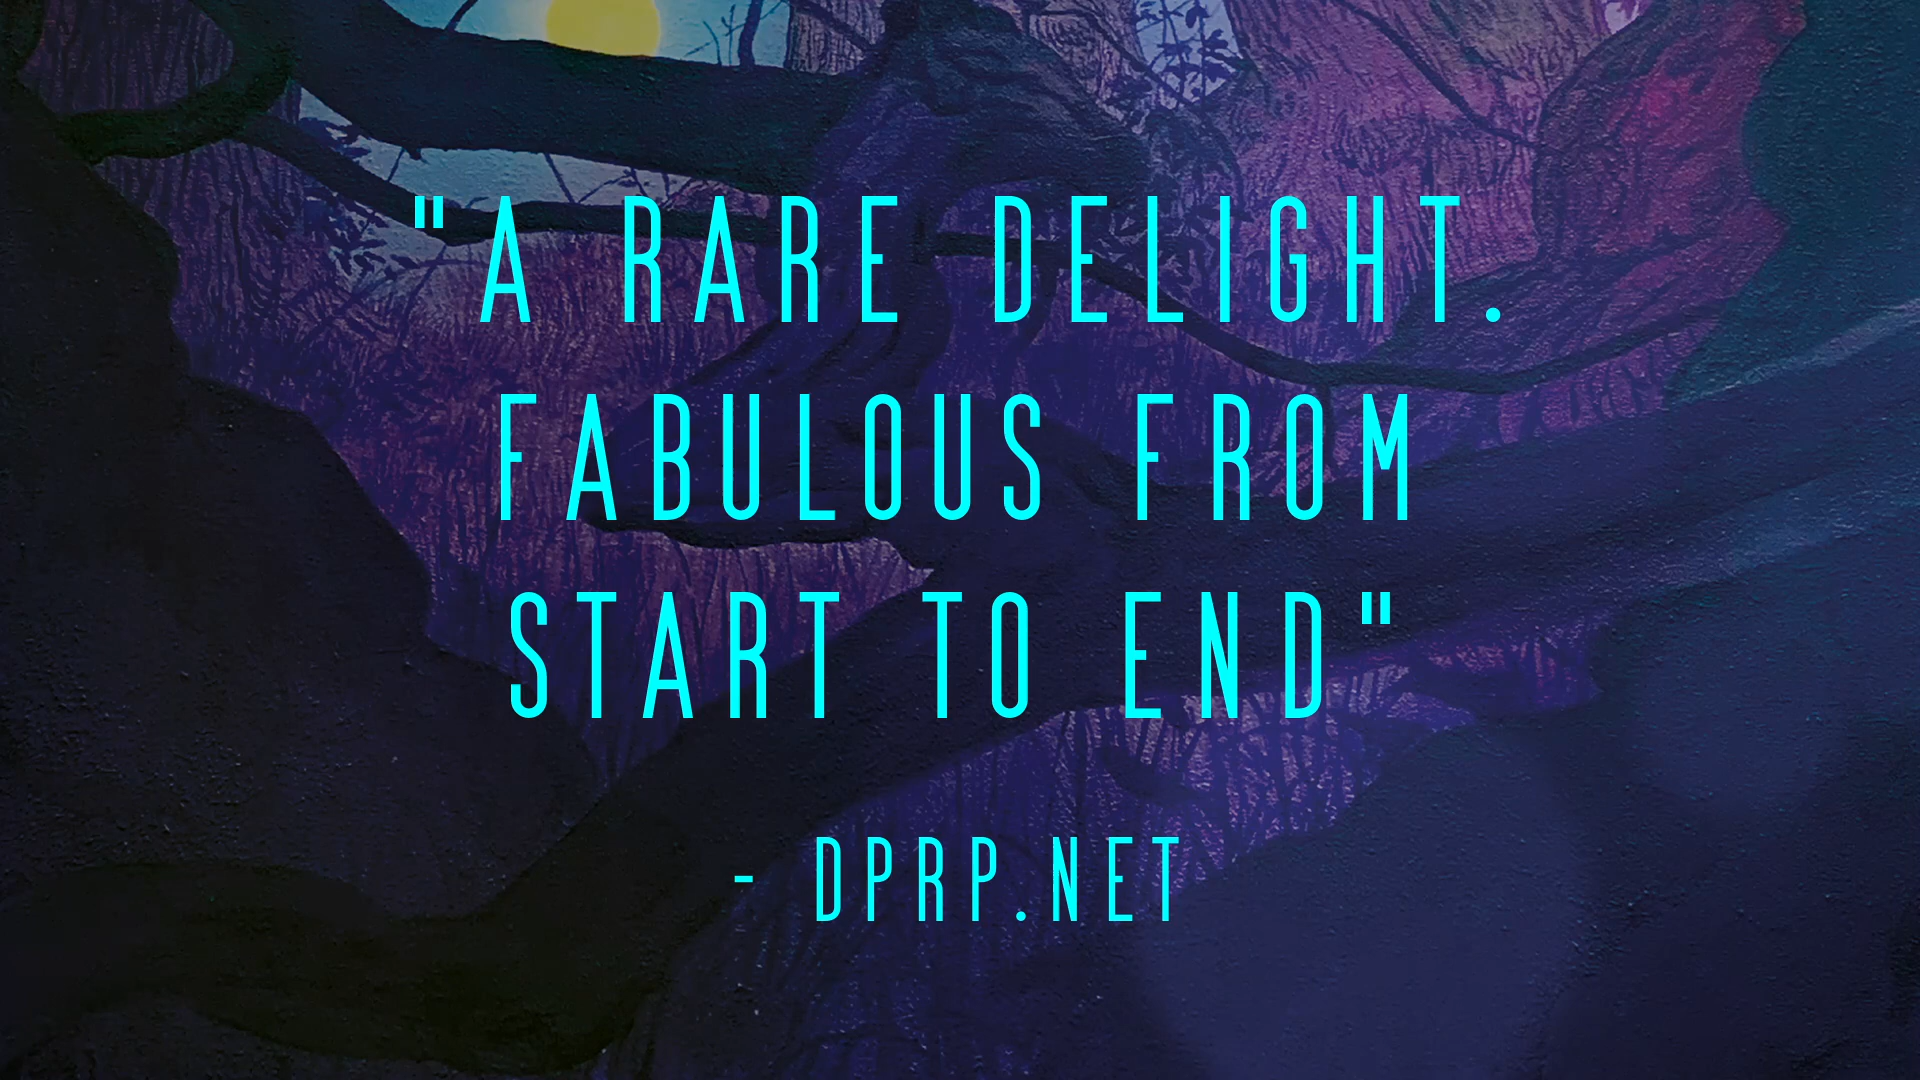 "A RARE DELIGHT.
FABULOUS FROM
START TO END"
- DPRP.NET